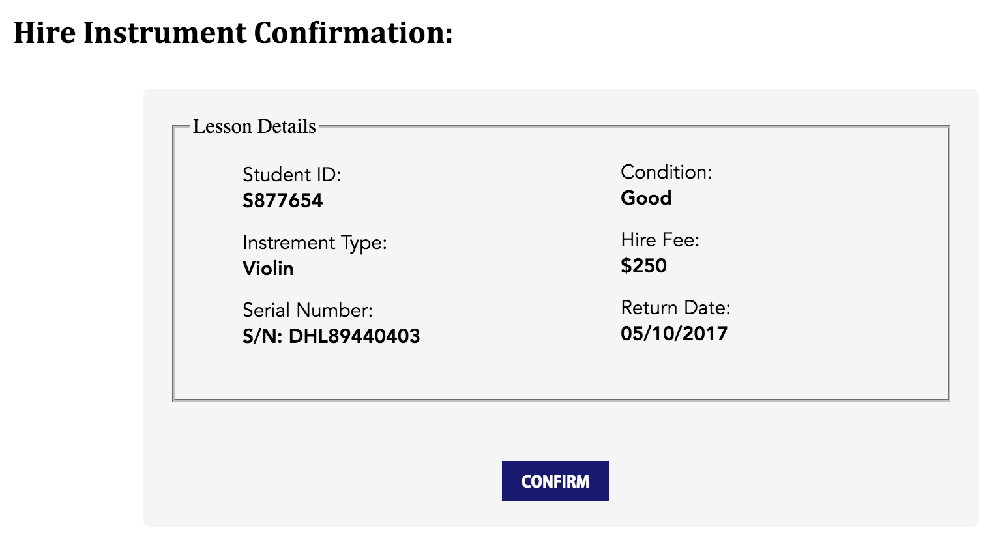 Hire Instrument Confirmation:
Lesson Details
Student ID:
S877654
Instrement Type:
Violin
Serial Number:
S/N: DHL89440403
Condition:
Good
Hire Fee:
$250
Return Date:
05/10/2017
CONFIRM